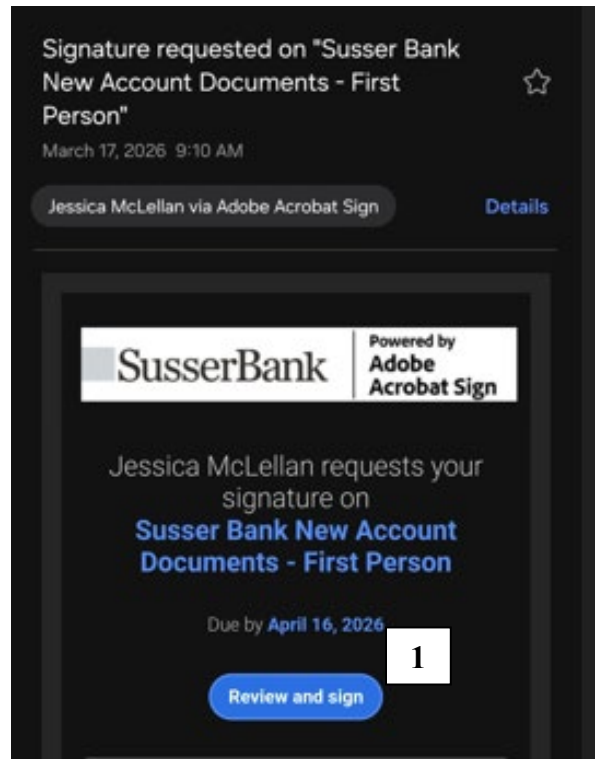 Signature requested on "Susser Bank
New Account Documents - First
Person"
March 17, 2026 9:10 AM
Jessica McLellan via Adobe Acrobat Sign
Details
SusserBank
Powered by
Adobe
Acrobat Sign
Jessica McLellan requests your
signature on
Susser Bank New Account
Documents - First Person
Due by April 16, 2026
1
Review and sign